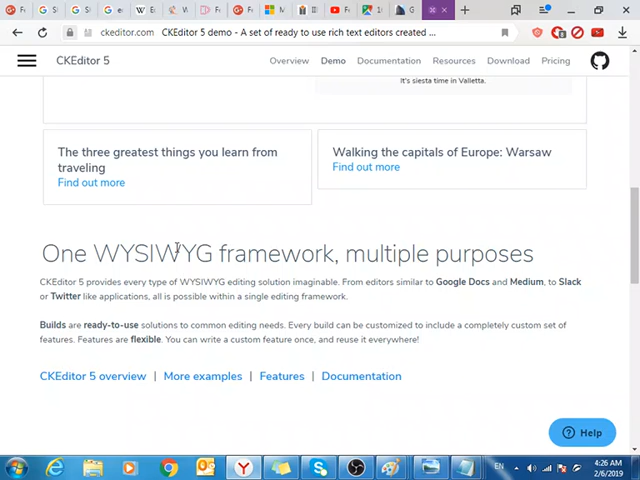 ckeditor.com CKEditor 5 demo - A set of ready to use rich text editors created ...
CKEditor 5
Overview Demo Documentation Resources Download Pricing
It's siesta time in Valletta.
The three greatest things you learn from
traveling
Find out more
Walking the capitals of Europe: Warsaw
Find out more
One WYSIWYG framework, multiple purposes
CKEditor 5 provides every type of WYSIWYG editing solution imaginable. From editors similar to Google Docs and Medium, to Slack
or Twitter like applications, all is possible within a single editing framework.
Builds are ready-to-use solutions to common editing needs. Every build can be customized to include a completely custom set of
features. Features are flexible. You can write a custom feature once, and reuse it everywhere!
CKEditor 5 overview | More examples | Features | Documentation
Help
EN
4:26 AM
2/6/2019